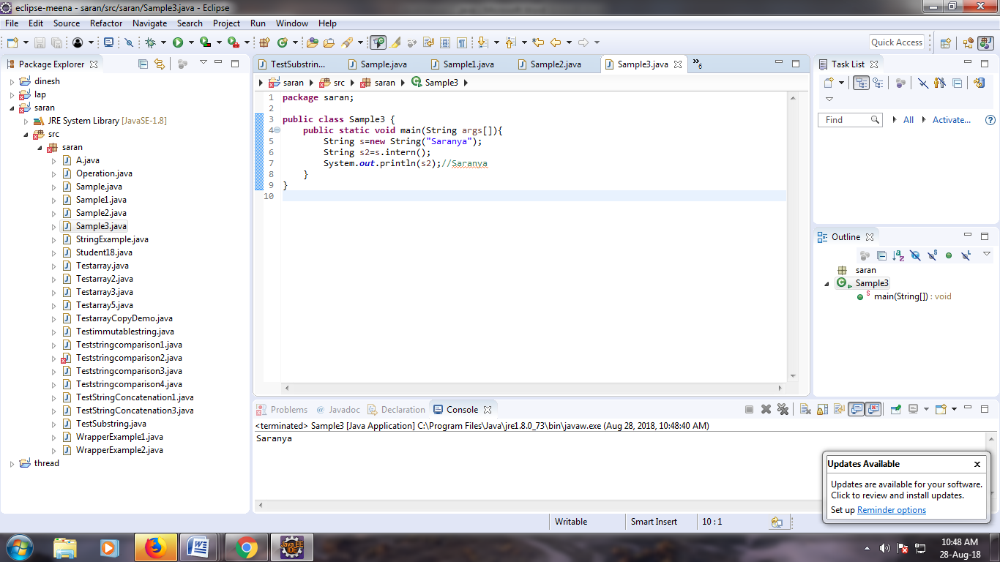 eclipse-meena - saran/src/saran/Sample3.java - Eclipse
File Edit Source Refactor Navigate Search Project Run Window Help
Quick Access
Package Explorer
dinesh
lap
saran
JRE System Library [JavaSE-1.8]
src
saran
A.java
Operation.java
Sample.java
Sample1.java
Sample2.java
Sample3.java
StringExample.java
Student18.java
Testarray.java
Testarray2.java
Testarray3.java
Testarray5.java
TestarrayCopyDemo.java
Testimmutablestring.java
Teststringcomparison1.java
Teststringcomparison2.java
Teststringcomparison3.java
Teststringcomparison4.java
TestStringConcatenation1.java
TestStringConcatenation3.java
TestSubstring.java
WrapperExample1.java
WrapperExample2.java
thread
TestSubstrin... Sample.java Sample1.java Sample2.java Sample3.java »6
saran src saran Sample3
1 package saran;
2
3 public class Sample3 {
4 public static void main(String args[]){
5 String s=new String("Saranya");
6 String s2=s.intern();
7 System.out.println(s2);//Saranya
8 }
9 }
10
Task List
Find All Activate...
Outline
saran
Sample3
main(String[]) : void
Problems Javadoc Declaration Console
<terminated> Sample3 [Java Application] C:\Program Files\Java\jre1.8.0_73\bin\javaw.exe (Aug 28, 2018, 10:48:40 AM)
Saranya
Updates Available
Updates are available for your software.
Click to review and install updates.
Set up Reminder options
Writable Smart Insert 10 : 1
Java EE
IDE
10:48 AM
28-Aug-18